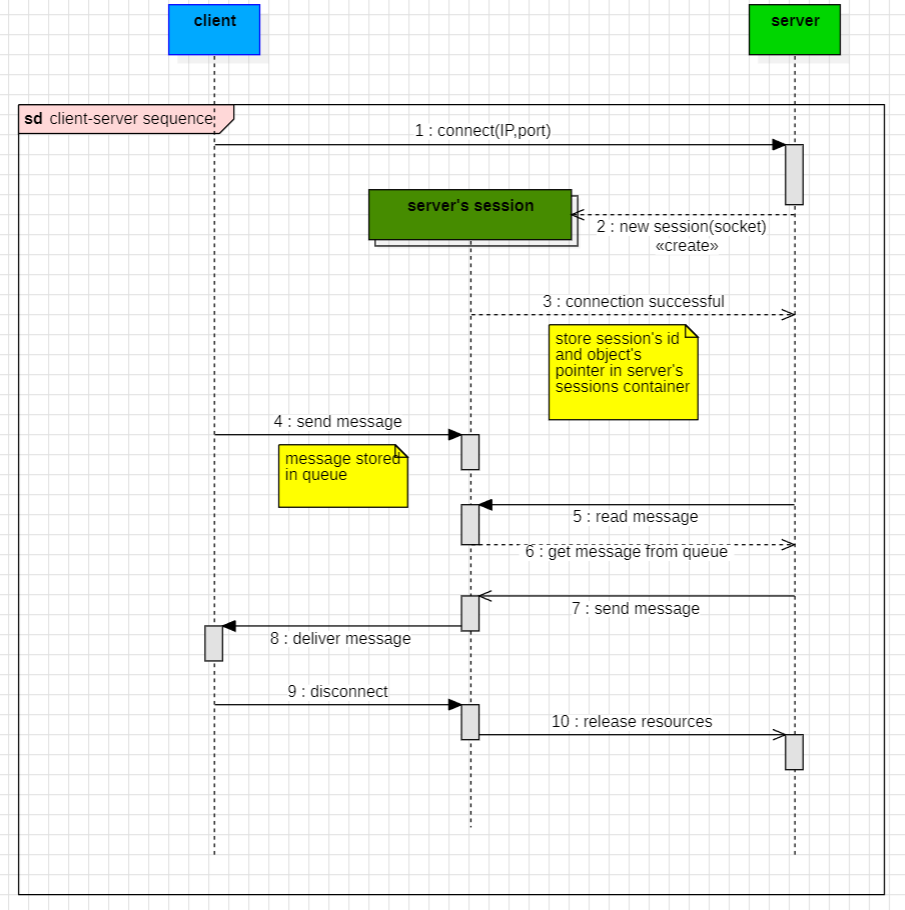 client
server
sd client-server sequence
1 : connect(IP,port)
server's session
2 : new session(socket)
«create»
3 : connection successful
store session's id
and object's
pointer in server's
sessions container
4 : send message
message stored
in queue
5 : read message
6 : get message from queue
7 : send message
8 : deliver message
9 : disconnect
10 : release resources